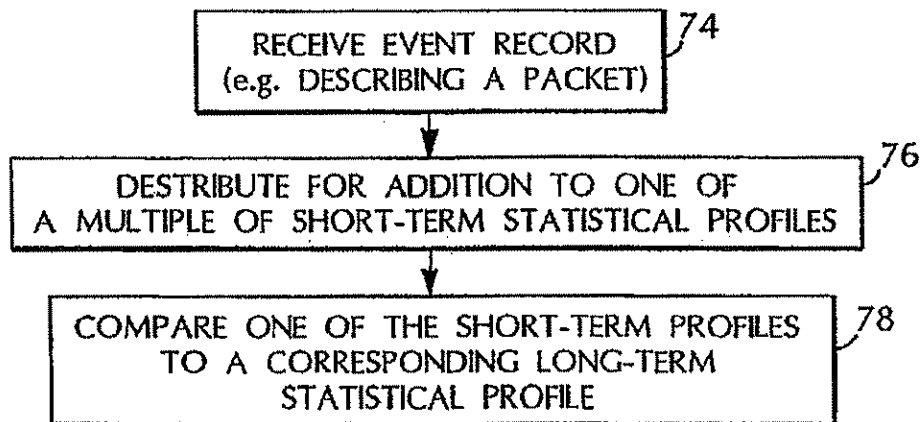 RECEIVE EVENT RECORD
(e.g. DESCRIBING A PACKET)
74
DESTRIBUTE FOR ADDITION TO ONE OF
A MULTIPLE OF SHORT-TERM STATISTICAL PROFILES
76
COMPARE ONE OF THE SHORT-TERM PROFILES
TO A CORRESPONDING LONG-TERM
STATISTICAL PROFILE
78